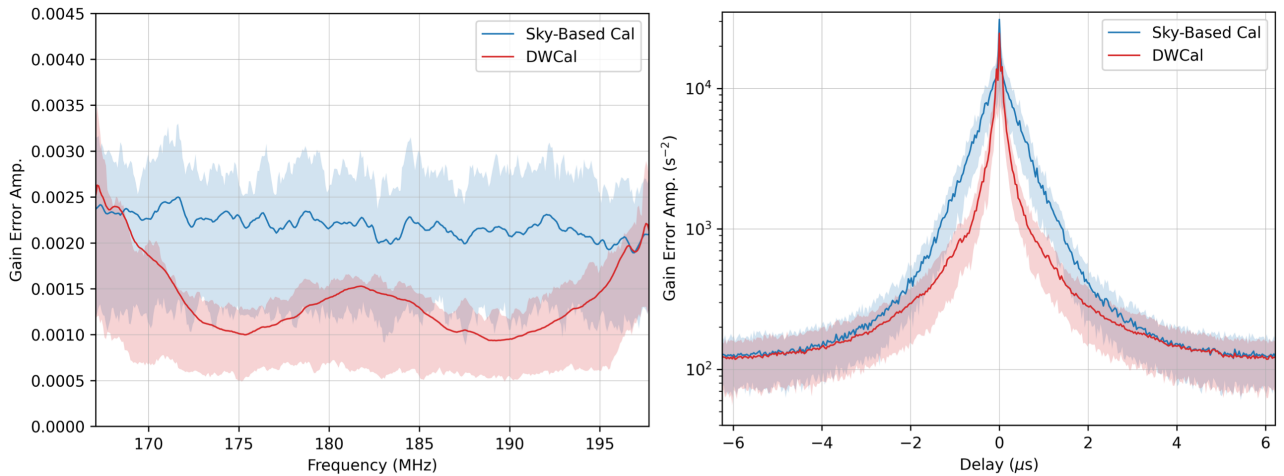 0.0045
0.0040
0.0035
0.0030
0.0025
0.0020
0.0015
0.0010
0.0005
0.0000
Gain Error Amp.
Sky-Based Cal
DWCal
170 175 180 185 190 195
Frequency (MHz)
10⁴
10³
10²
Gain Error Amp. (s⁻²)
Sky-Based Cal
DWCal
−6 −4 −2 0 2 4 6
Delay (μs)